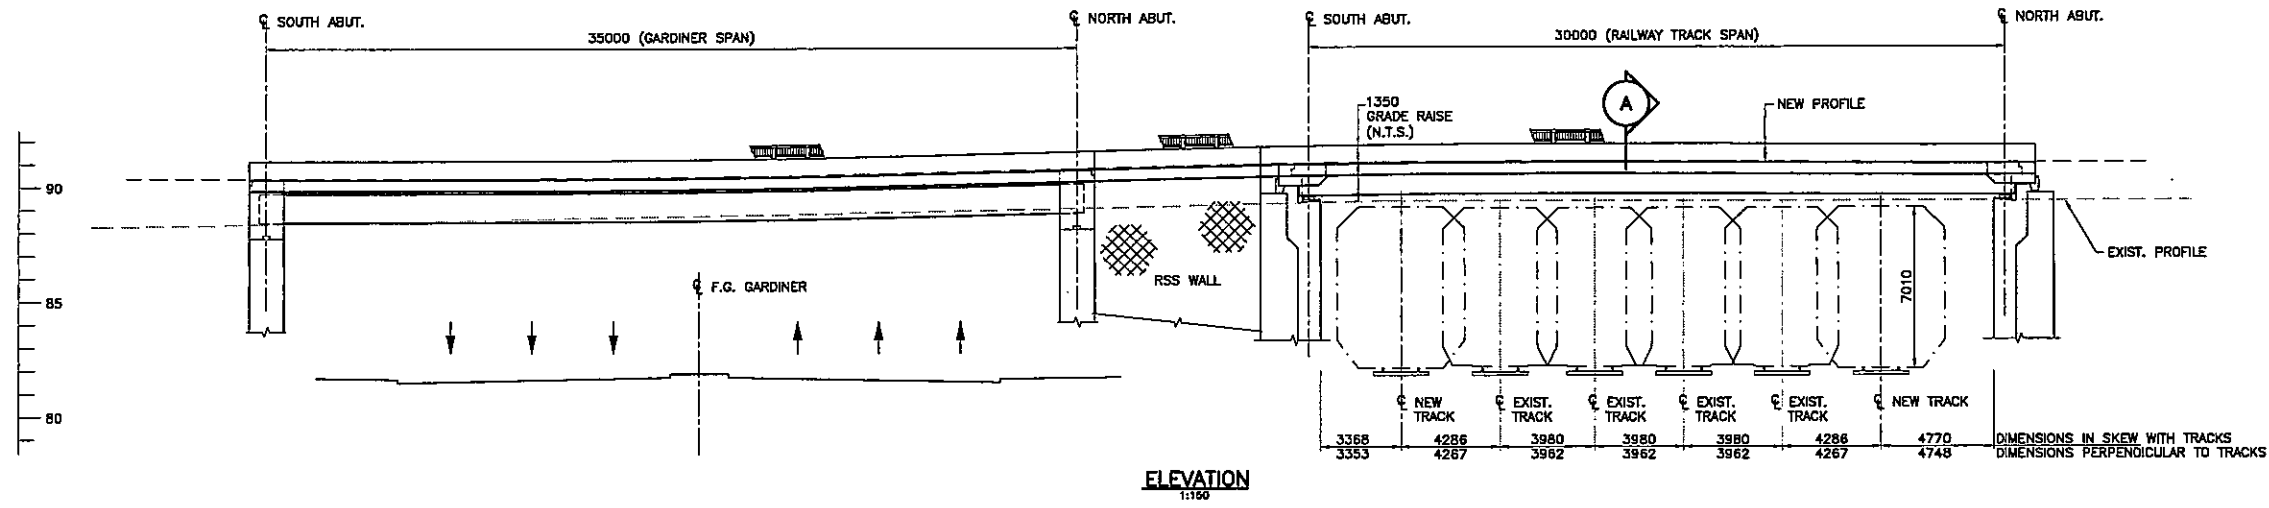 ℄ SOUTH ABUT.
℄ NORTH ABUT.
℄ SOUTH ABUT.
℄ NORTH ABUT.
35000 (GARDINER SPAN)
30000 (RAILWAY TRACK SPAN)
1350
GRADE RAISE
(N.T.S.)
A
NEW PROFILE
90
85
80
RSS WALL
EXIST. PROFILE
7010
℄ F.G. GARDINER
℄ NEW
TRACK
℄ EXIST.
TRACK
℄ EXIST.
TRACK
℄ EXIST.
TRACK
℄ EXIST.
TRACK
℄ NEW TRACK
3368 4286 3980 3980 3980 4286 4770 DIMENSIONS IN SKEW WITH TRACKS
3353 4267 3962 3962 3962 4267 4748 DIMENSIONS PERPENDICULAR TO TRACKS
ELEVATION
1:150